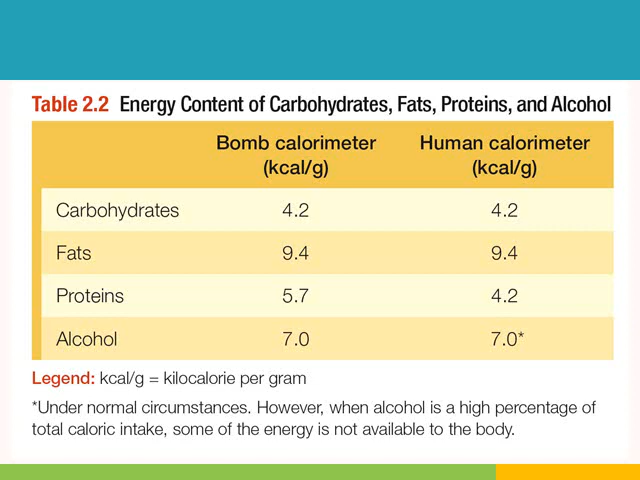 Table 2.2 Energy Content of Carbohydrates, Fats, Proteins, and Alcohol
Bomb calorimeter (kcal/g) Human calorimeter (kcal/g)
Carbohydrates 4.2 4.2
Fats 9.4 9.4
Proteins 5.7 4.2
Alcohol 7.0 7.0*
Legend: kcal/g = kilocalorie per gram
*Under normal circumstances. However, when alcohol is a high percentage of
total caloric intake, some of the energy is not available to the body.